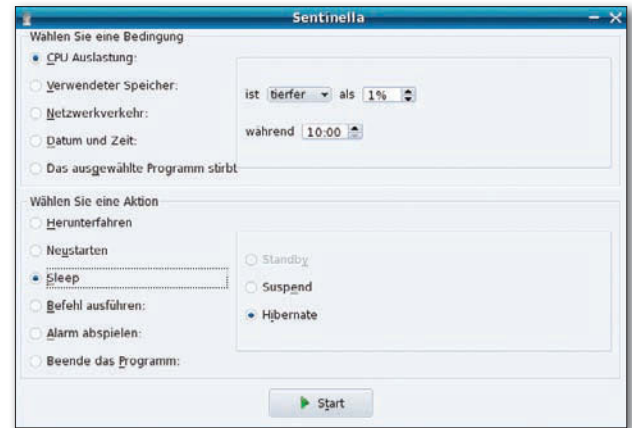 Sentinella
Wählen Sie eine Bedingung
CPU Auslastung:
Verwendeter Speicher:
Netzwerkverkehr:
Datum und Zeit:
Das ausgewählte Programm stirbt
ist tierfer als 1%
während 10:00
Wählen Sie eine Aktion
Herunterfahren
Neustarten
Sleep
Befehl ausführen:
Alarm abspielen:
Beende das Programm:
Standby
Suspend
Hibernate
Start